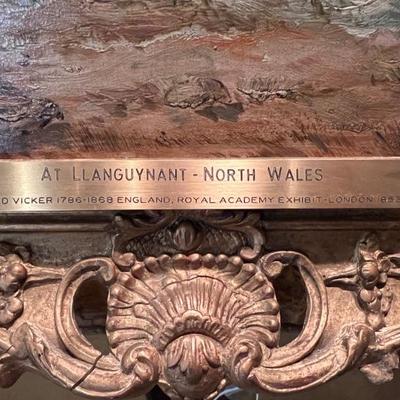 At Llanguynant - North Wales
D Vicker 1786-1868 England, Royal Academy Exhibit - London